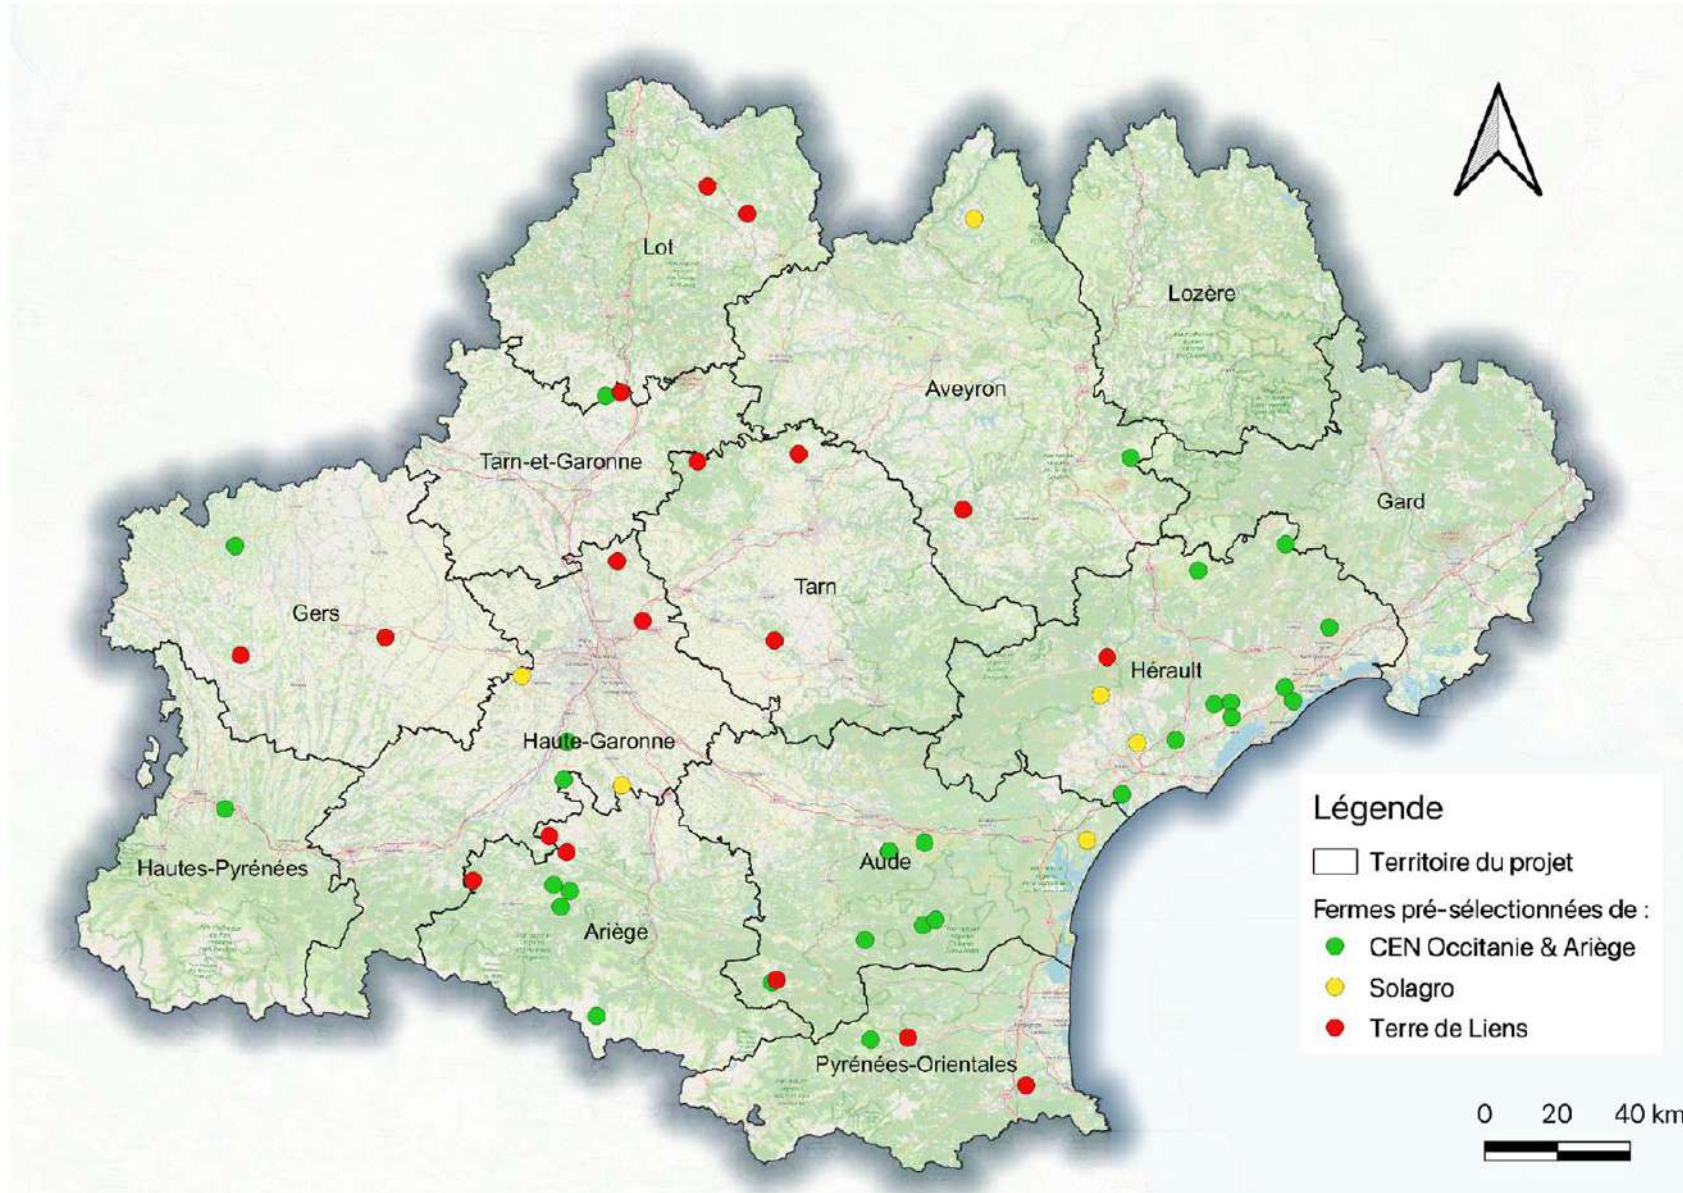 Lot
Lozère
Aveyron
Tarn-et-Garonne
Gard
Gers
Tarn
Hérault
Haute-Garonne
Hautes-Pyrénées
Aude
Ariège
Pyrénées-Orientales
Légende
Territoire du projet
Fermes pré-sélectionnées de :
CEN Occitanie & Ariège
Solagro
Terre de Liens
0 20 40 km